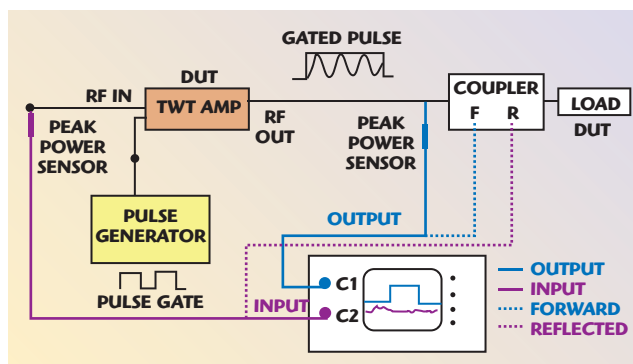 GATED PULSE
DUT
RF IN
TWT AMP
RF
OUT
COUPLER
F R
LOAD
DUT
PEAK
POWER
SENSOR
PEAK
POWER
SENSOR
PULSE
GENERATOR
OUTPUT
PULSE GATE
INPUT
C1
C2
OUTPUT
INPUT
FORWARD
REFLECTED